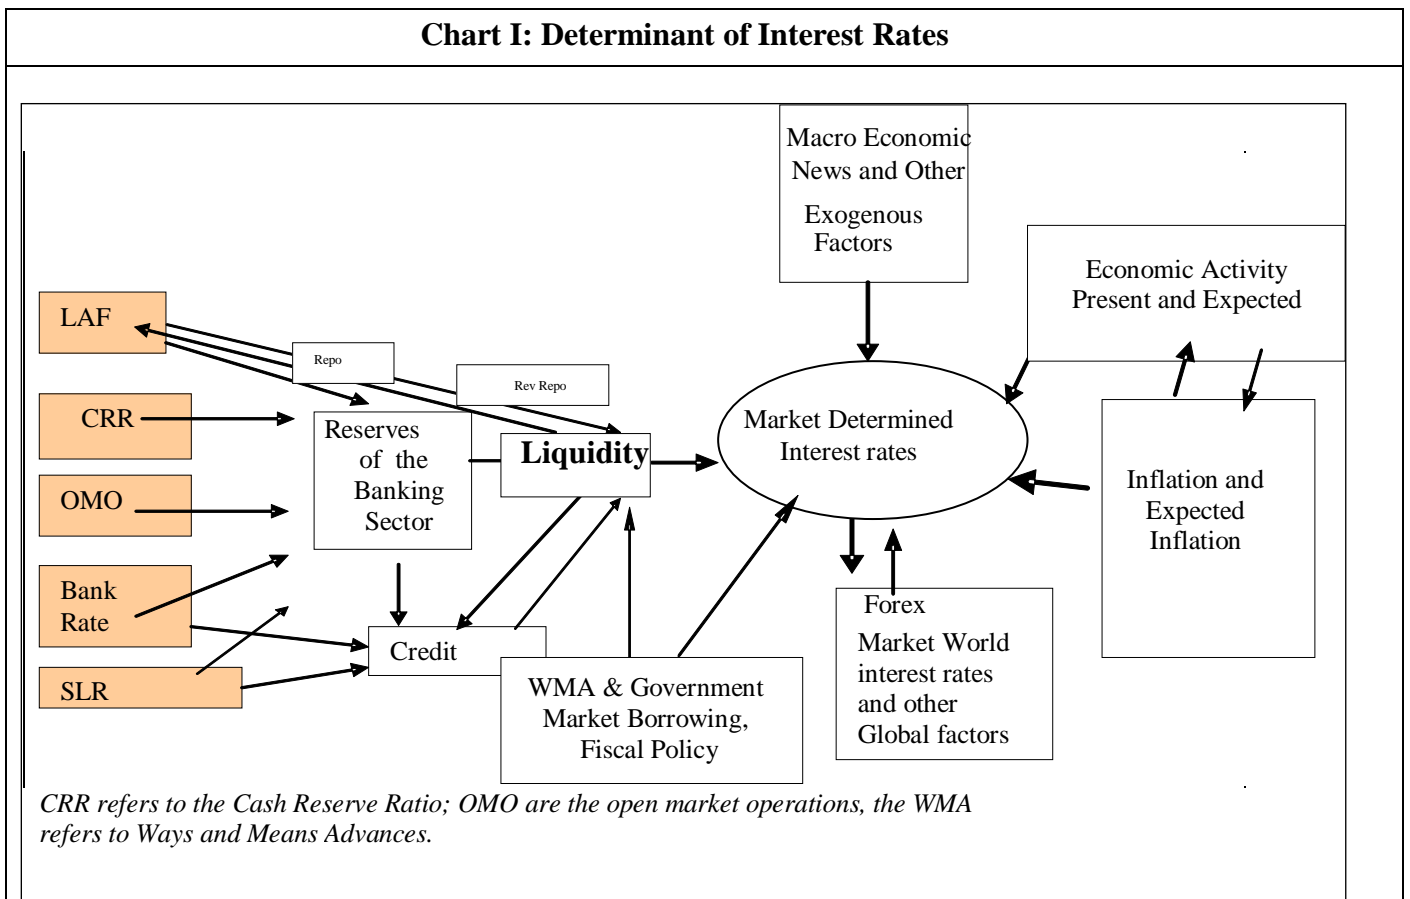 Chart I: Determinant of Interest Rates
Macro Economic
News and Other
Exogenous
Factors
Economic Activity
Present and Expected
LAF
Repo
Rev Repo
CRR
Reserves
of the
Banking
Sector
Liquidity
Market Determined
Interest rates
OMO
Inflation and
Expected
Inflation
Bank
Rate
Credit
SLR
WMA & Government
Market Borrowing,
Fiscal Policy
Forex
Market World
interest rates
and other
Global factors
CRR refers to the Cash Reserve Ratio; OMO are the open market operations, the WMA
refers to Ways and Means Advances.